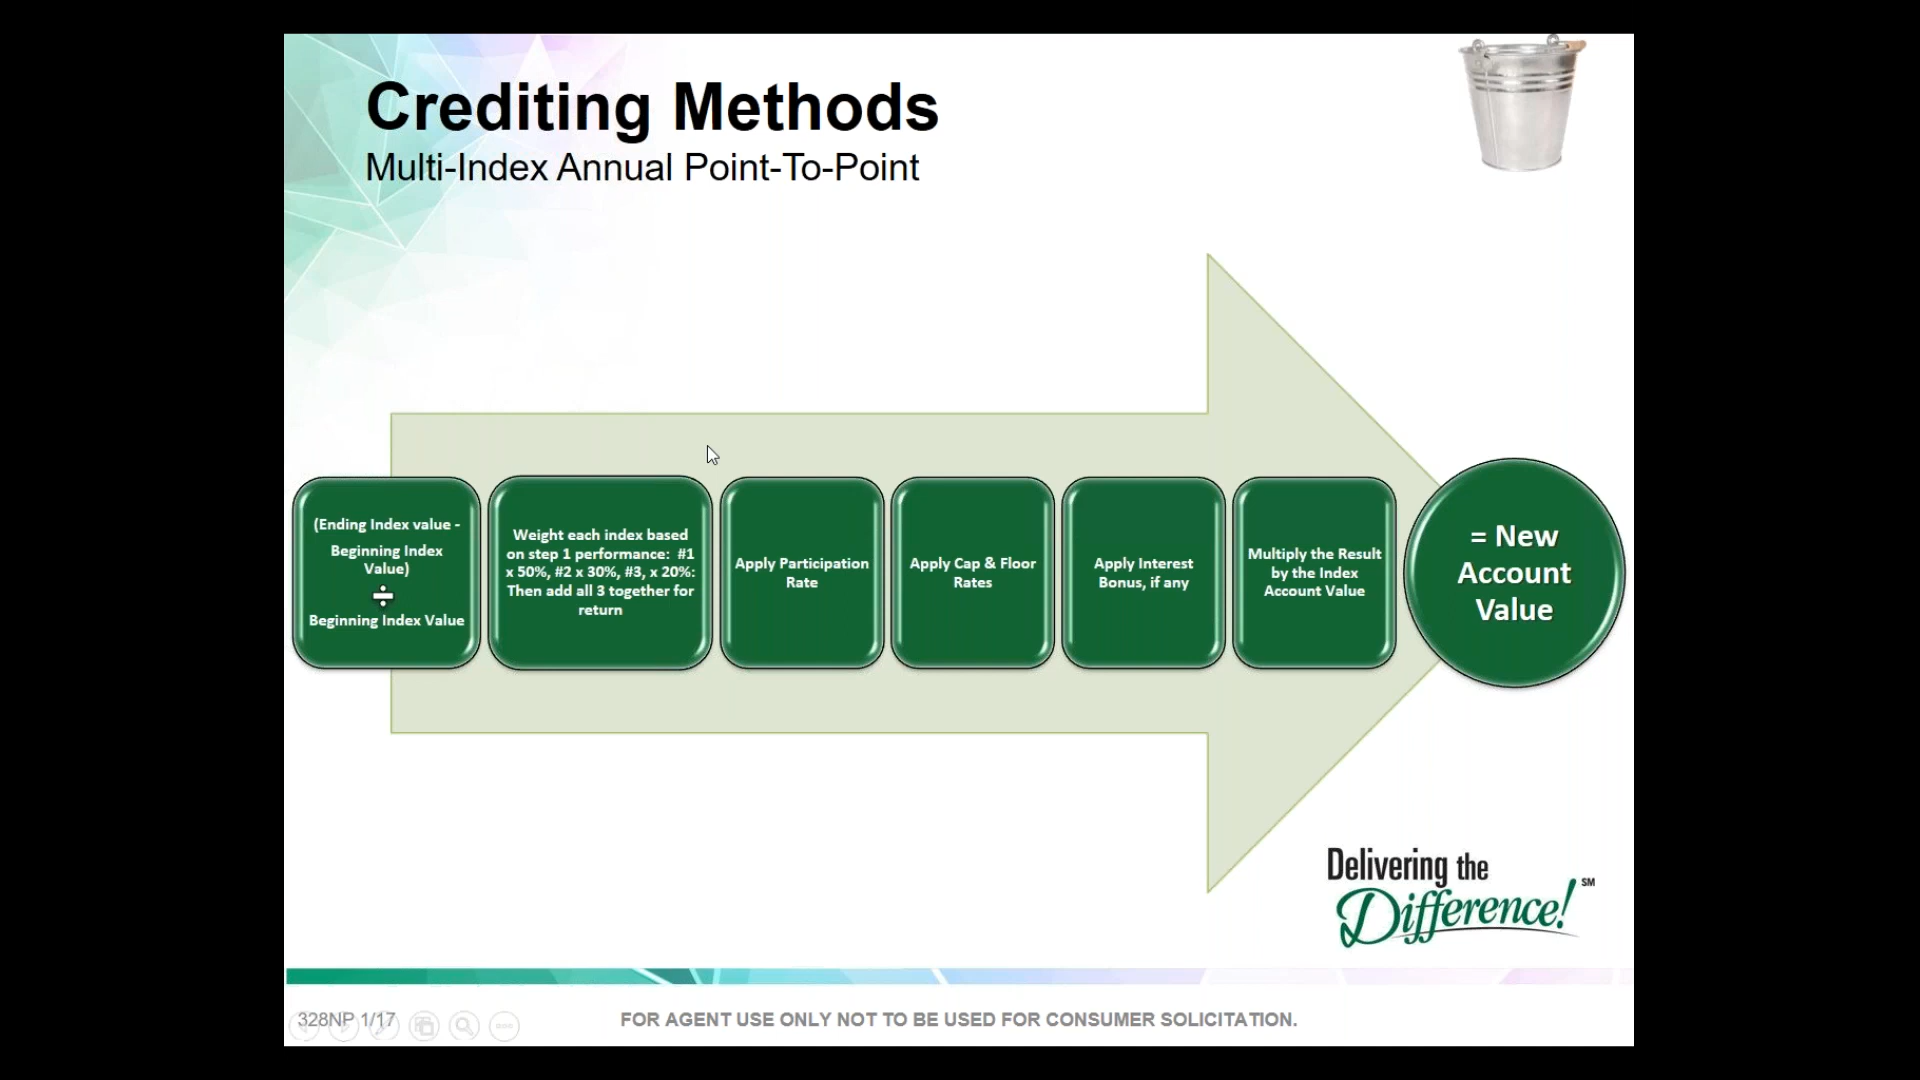 Crediting Methods
Multi-Index Annual Point-To-Point
(Ending Index value -
Beginning Index
Value)
÷
Beginning Index Value
Weight each index based
on step 1 performance: #1
x 50%, #2 x 30%, #3, x 20%:
Then add all 3 together for
return
Apply Participation
Rate
Apply Cap & Floor
Rates
Apply Interest
Bonus, if any
Multiply the Result
by the Index
Account Value
= New
Account
Value
Delivering the
Difference! SM
328NP 1/17
FOR AGENT USE ONLY NOT TO BE USED FOR CONSUMER SOLICITATION.